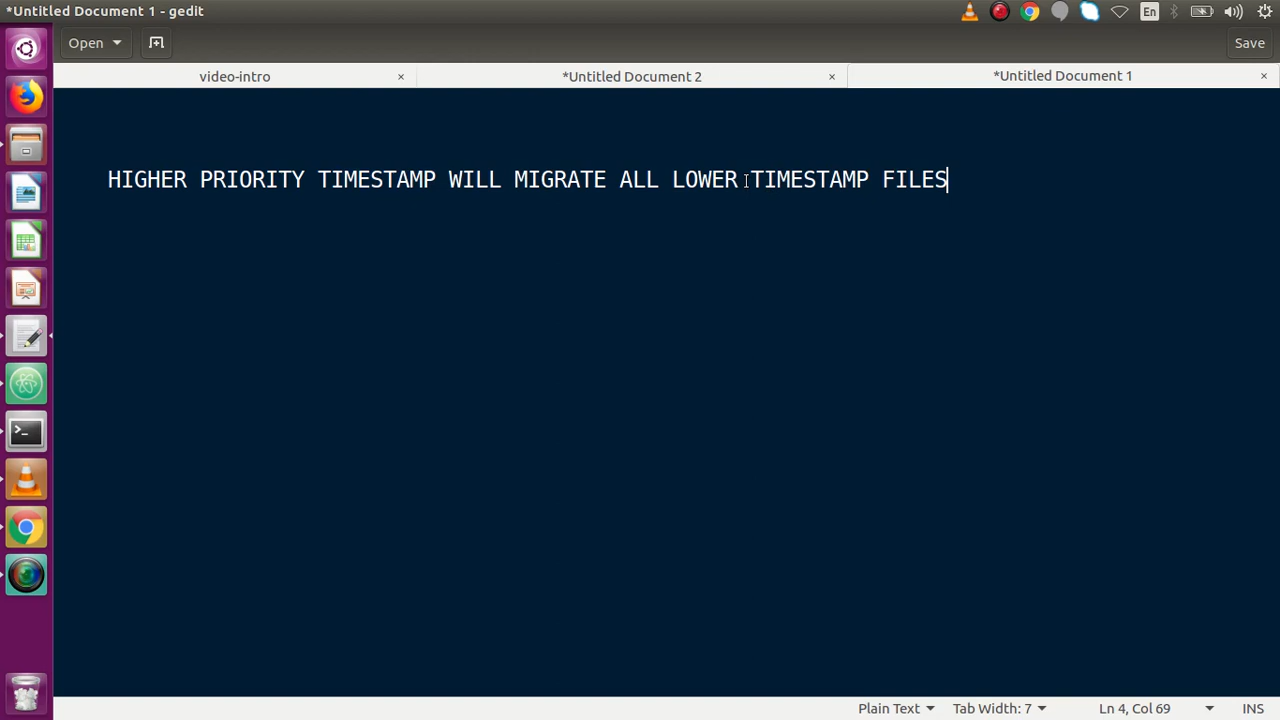 *Untitled Document 1 - gedit
En
Open
Save
video-intro
*Untitled Document 2
*Untitled Document 1
HIGHER PRIORITY TIMESTAMP WILL MIGRATE ALL LOWER TIMESTAMP FILES
Plain Text
Tab Width: 7
Ln 4, Col 69
INS